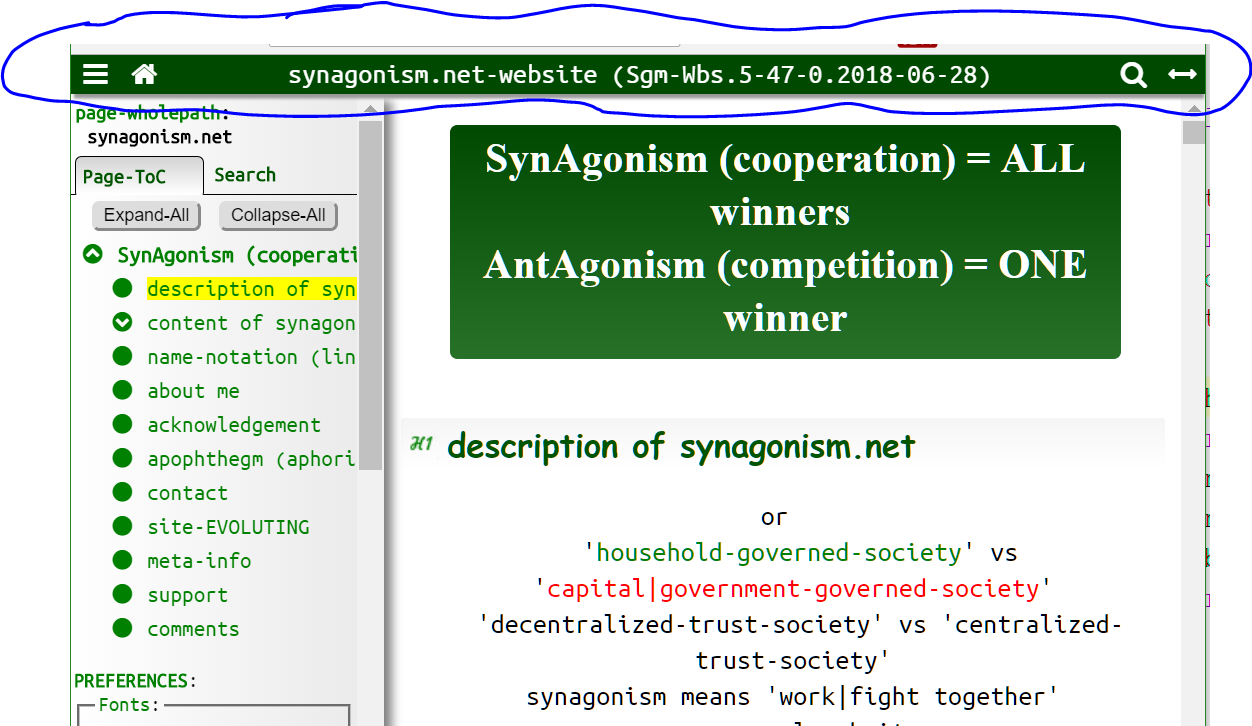 synagonism.net-website (Sgm-Wbs.5-47-0.2018-06-28)
page-wholepath:
synagonism.net
Page-ToC
Search
Expand-All
Collapse-All
SynAgonism (cooperati
description of syn
content of synagon
name-notation (lin
about me
acknowledgement
apophthegm (aphori
contact
site-EVOLUTING
meta-info
support
comments
PREFERENCES:
Fonts:
SynAgonism (cooperation) = ALL
winners
AntAgonism (competition) = ONE
winner
H1 description of synagonism.net
or
'household-governed-society' vs
'capital|government-governed-society'
'decentralized-trust-society' vs 'centralized-
trust-society'
synagonism means 'work|fight together'